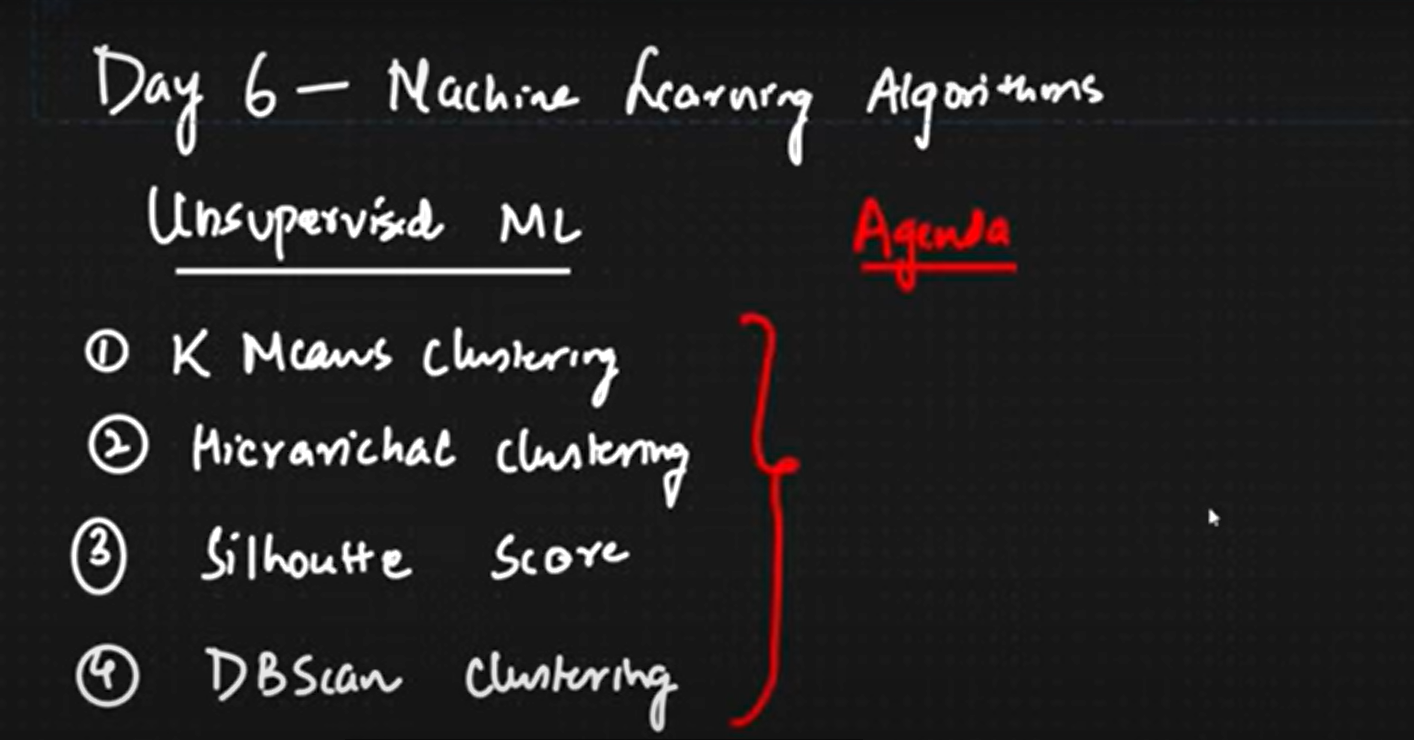 Day 6 - Machine Learning Algorithms
Unsupervised ML
Agenda
① K Means Clustering
② Hierarichal clustering
③ Silhoutte Score
④ DBScan Clustering